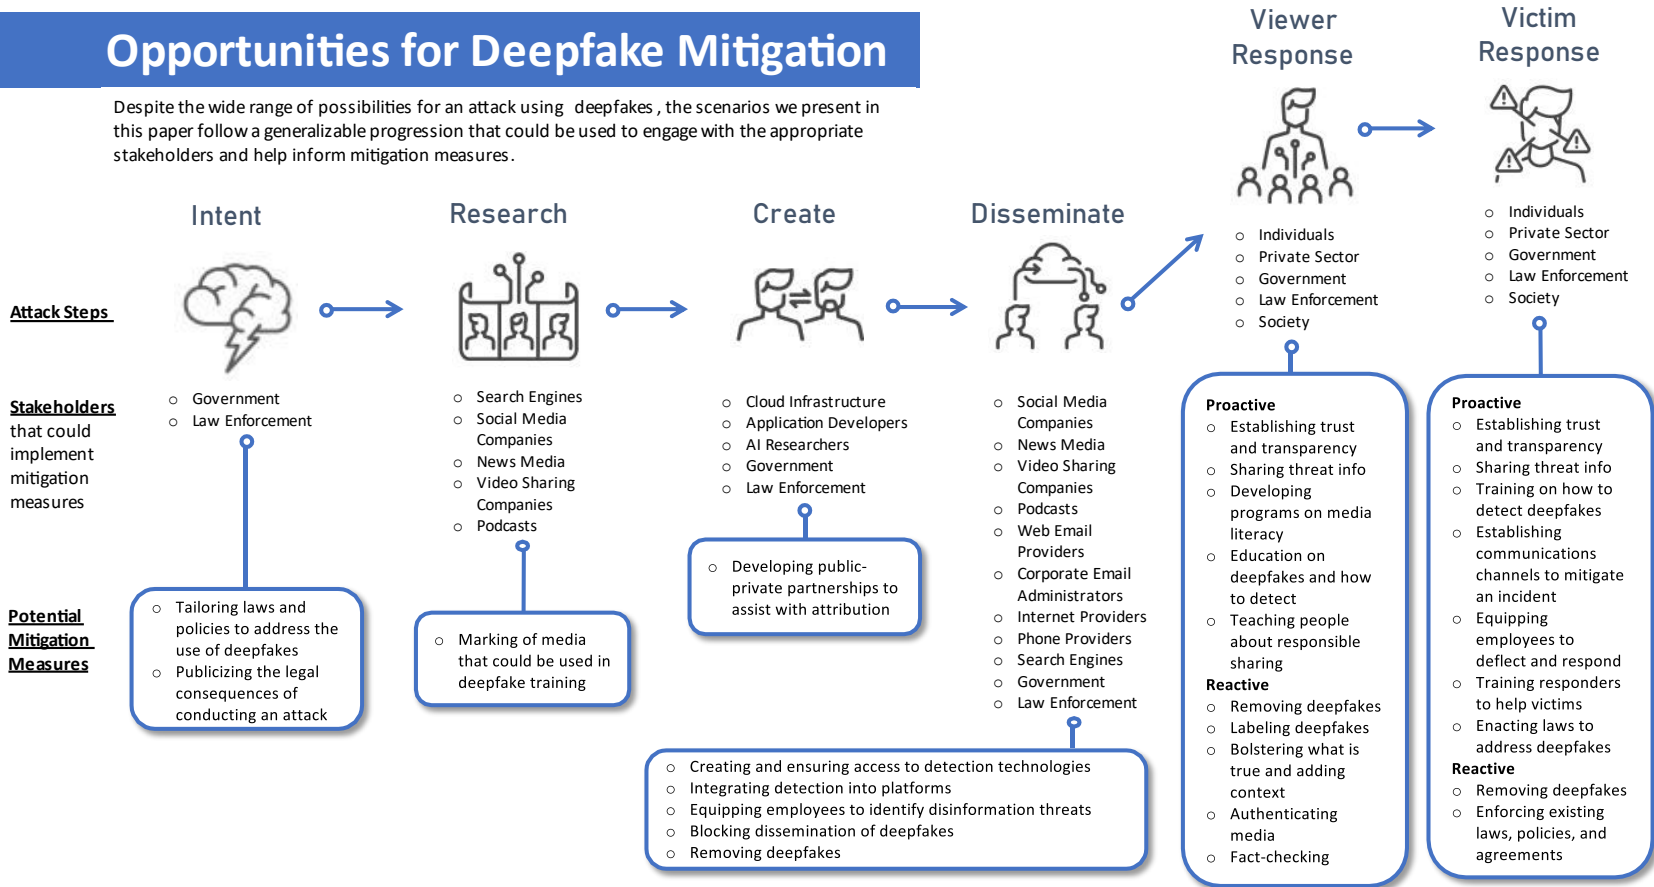 Opportunities for Deepfake Mitigation
Despite the wide range of possibilities for an attack using deepfakes, the scenarios we present in
this paper follow a generalizable progression that could be used to engage with the appropriate
stakeholders and help inform mitigation measures.
Attack Steps
Stakeholders
that could
implement
mitigation
measures
Potential
Mitigation
Measures
Intent
○ Government
○ Law Enforcement
○ Tailoring laws and
policies to address the
use of deepfakes
○ Publicizing the legal
consequences of
conducting an attack
Research
○ Search Engines
○ Social Media
Companies
○ News Media
○ Video Sharing
Companies
○ Podcasts
○ Marking of media
that could be used in
deepfake training
Create
○ Cloud Infrastructure
○ Application Developers
○ AI Researchers
○ Government
○ Law Enforcement
○ Developing public-
private partnerships to
assist with attribution
Disseminate
○ Social Media
Companies
○ News Media
○ Video Sharing
Companies
○ Podcasts
○ Web Email
Providers
○ Corporate Email
Administrators
○ Internet Providers
○ Phone Providers
○ Search Engines
○ Government
○ Law Enforcement
○ Creating and ensuring access to detection technologies
○ Integrating detection into platforms
○ Equipping employees to identify disinformation threats
○ Blocking dissemination of deepfakes
○ Removing deepfakes
Viewer
Response
○ Individuals
○ Private Sector
○ Government
○ Law Enforcement
○ Society
Proactive
○ Establishing trust
and transparency
○ Sharing threat info
○ Developing
programs on media
literacy
○ Education on
deepfakes and how
to detect
○ Teaching people
about responsible
sharing
Reactive
○ Removing deepfakes
○ Labeling deepfakes
○ Bolstering what is
true and adding
context
○ Authenticating
media
○ Fact-checking
Victim
Response
○ Individuals
○ Private Sector
○ Government
○ Law Enforcement
○ Society
Proactive
○ Establishing trust
and transparency
○ Sharing threat info
○ Training on how to
detect deepfakes
○ Establishing
communications
channels to mitigate
an incident
○ Equipping
employees to
deflect and respond
○ Training responders
to help victims
○ Enacting laws to
address deepfakes
Reactive
○ Removing deepfakes
○ Enforcing existing
laws, policies, and
agreements